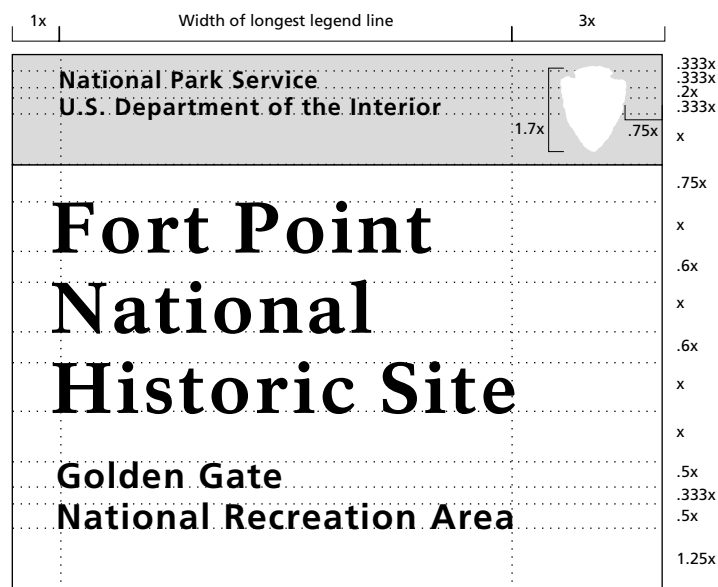 1x Width of longest legend line 3x
National Park Service
U.S. Department of the Interior
1.7x
.75x
Fort Point
National
Historic Site
Golden Gate
National Recreation Area
.333x
.333x
.2x
.333x
x
.75x
x
.6x
x
.6x
x
x
.5x
.333x
.5x
1.25x